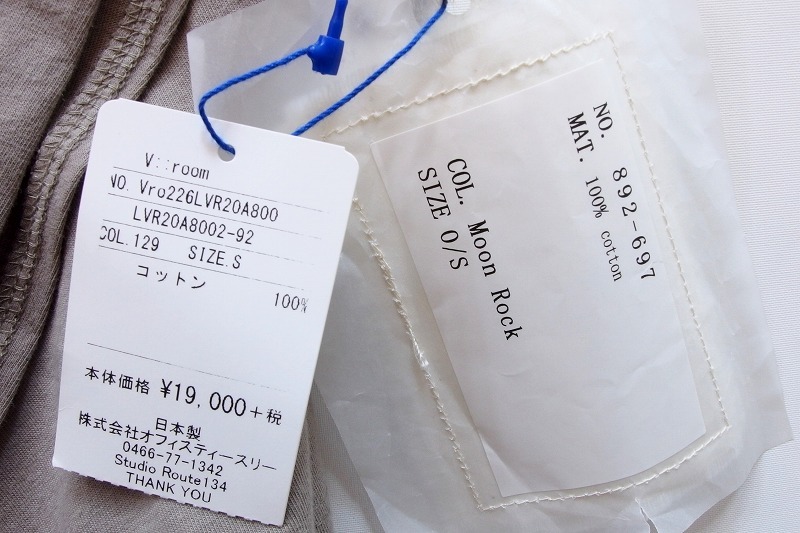 V::room
NO. Vro226LVR20A800
LVR20A8002-92
COL.129 SIZE.S
コットン 100%
本体価格 ¥19,000+税
日本製
株式会社オフィスティースリー
0466-77-1342
Studio Route134
THANK YOU
NO. 892-697
MAT. 100% cotton
COL. Moon Rock
SIZE O/S